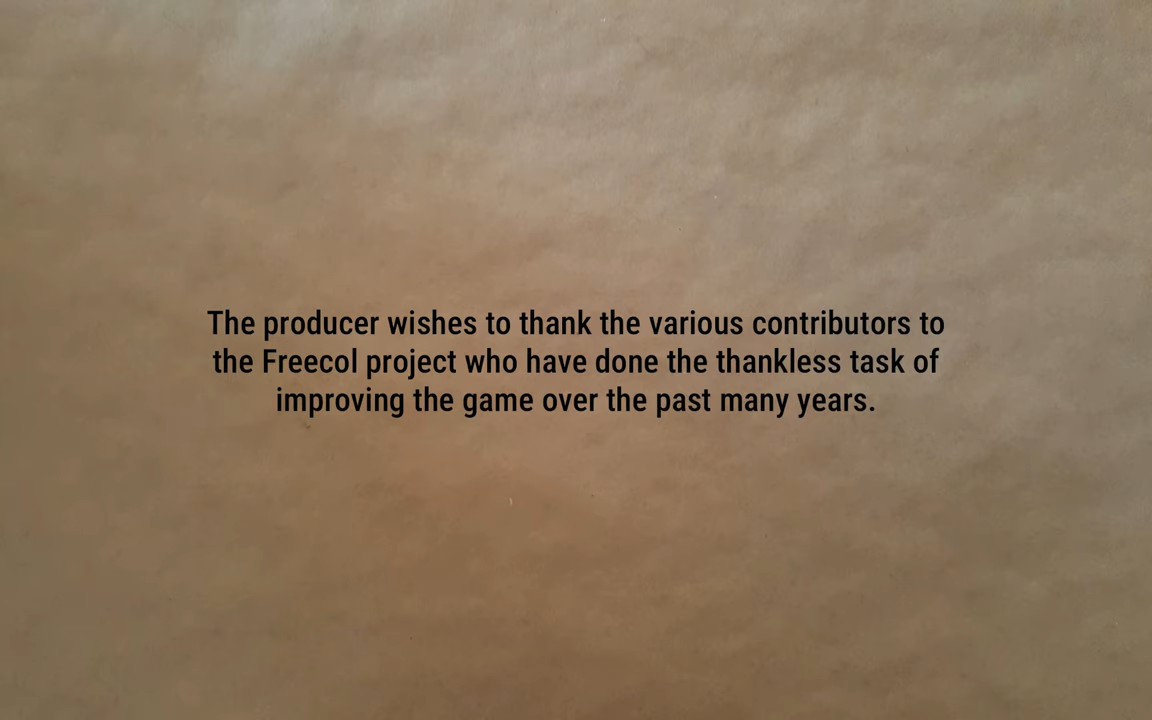 The producer wishes to thank the various contributors to
the Freecol project who have done the thankless task of
improving the game over the past many years.